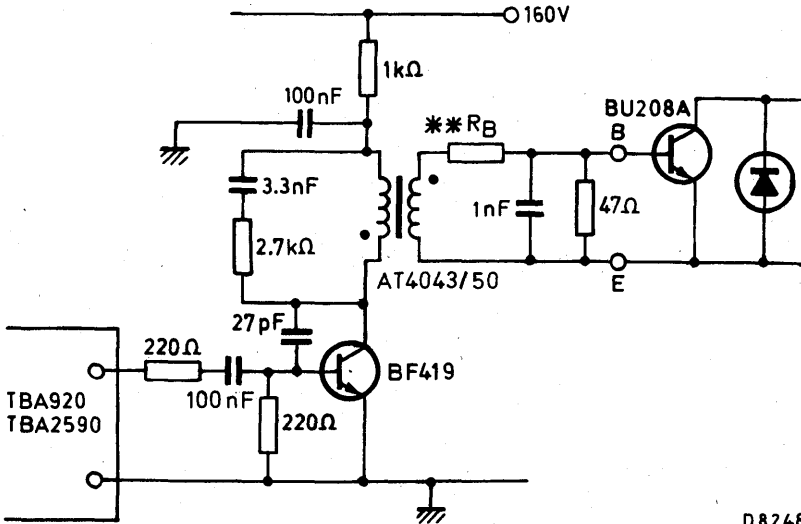 160V
1kΩ
100nF
BU208A
**RB
B
3.3nF
1nF
47Ω
2.7kΩ
AT4043/50
E
27pF
220Ω
BF419
100nF
TBA920
TBA2590
220Ω
D8248